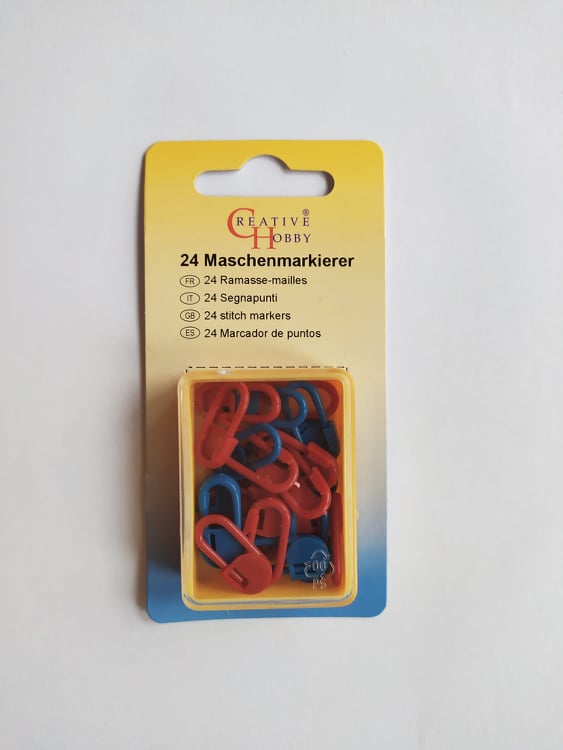 CREATIVE®
HOBBY
24 Maschenmarkierer
FR 24 Ramasse-mailles
IT 24 Segnapunti
GB 24 stitch markers
ES 24 Marcador de puntos
PS